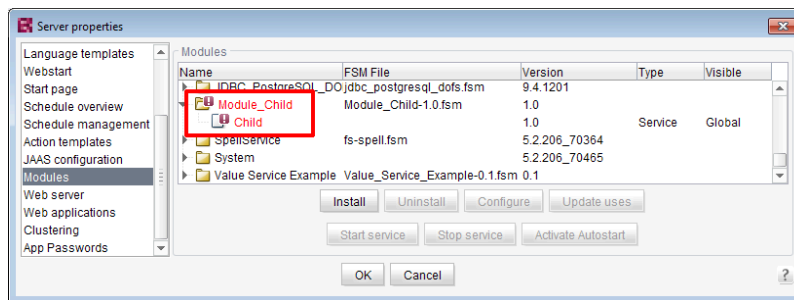 Server properties
Language templates
Webstart
Start page
Schedule overview
Schedule management
Action templates
JAAS configuration
Modules
Web server
Web applications
Clustering
App Passwords
Modules
Name FSM File Version Type Visible
JDBC_PostgreSQL_DO jdbc_postgresql_dofs.fsm 9.4.1201
Module_Child Module_Child-1.0.fsm 1.0
Child 1.0 Service Global
SpellService fs-spell.fsm 5.2.206_70364
System 5.2.206_70465
Value Service Example Value_Service_Example-0.1.fsm 0.1
Install Uninstall Configure Update uses
Start service Stop service Activate Autostart
OK Cancel ?